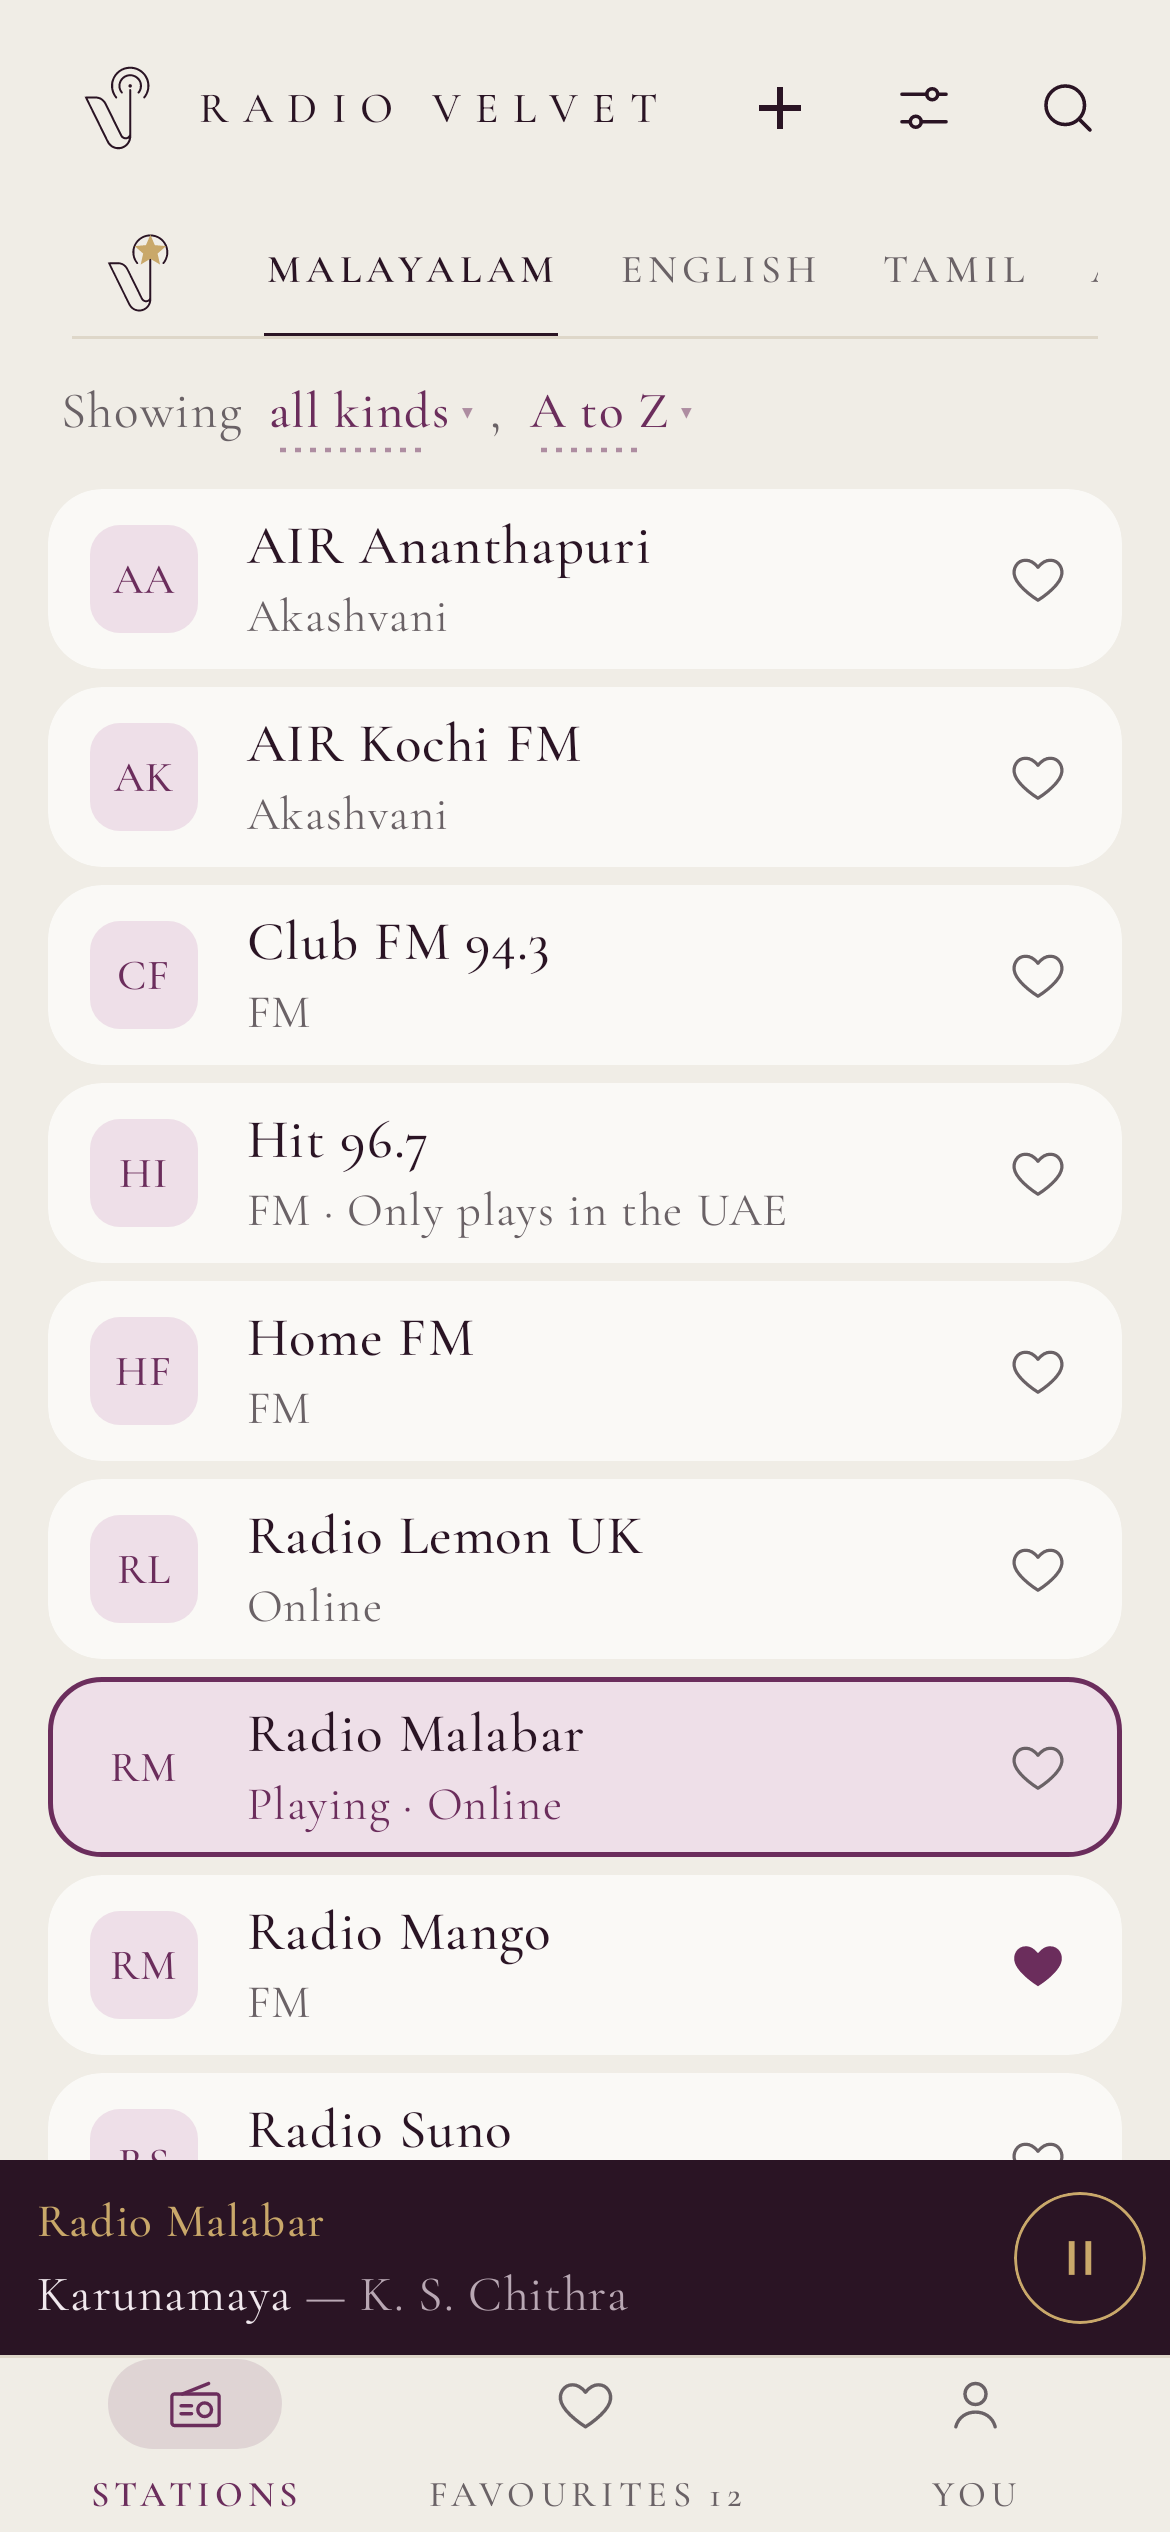 RADIO VELVET
MALAYALAM ENGLISH TAMIL
Showing all kinds ▾ , A to Z ▾
AA
AIR Ananthapuri
Akashvani
AK
AIR Kochi FM
Akashvani
CF
Club FM 94.3
FM
HI
Hit 96.7
FM · Only plays in the UAE
HF
Home FM
FM
RL
Radio Lemon UK
Online
RM
Radio Malabar
Playing · Online
RM
Radio Mango
FM
RS
Radio Suno
Radio Malabar
Karunamaya — K. S. Chithra
STATIONS FAVOURITES 12 YOU